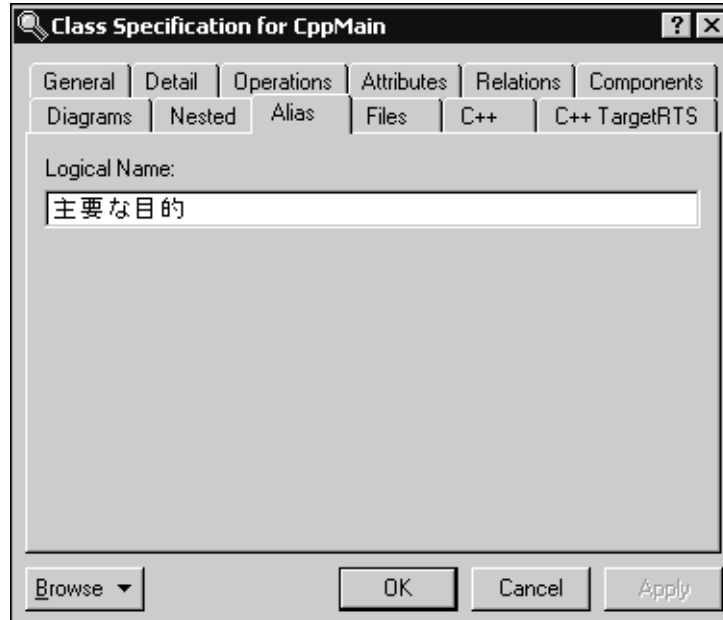 Class Specification for CppMain
General Detail Operations Attributes Relations Components
Diagrams Nested Alias Files C++ C++ TargetRTS
Logical Name:
主要な目的
Browse OK Cancel Apply